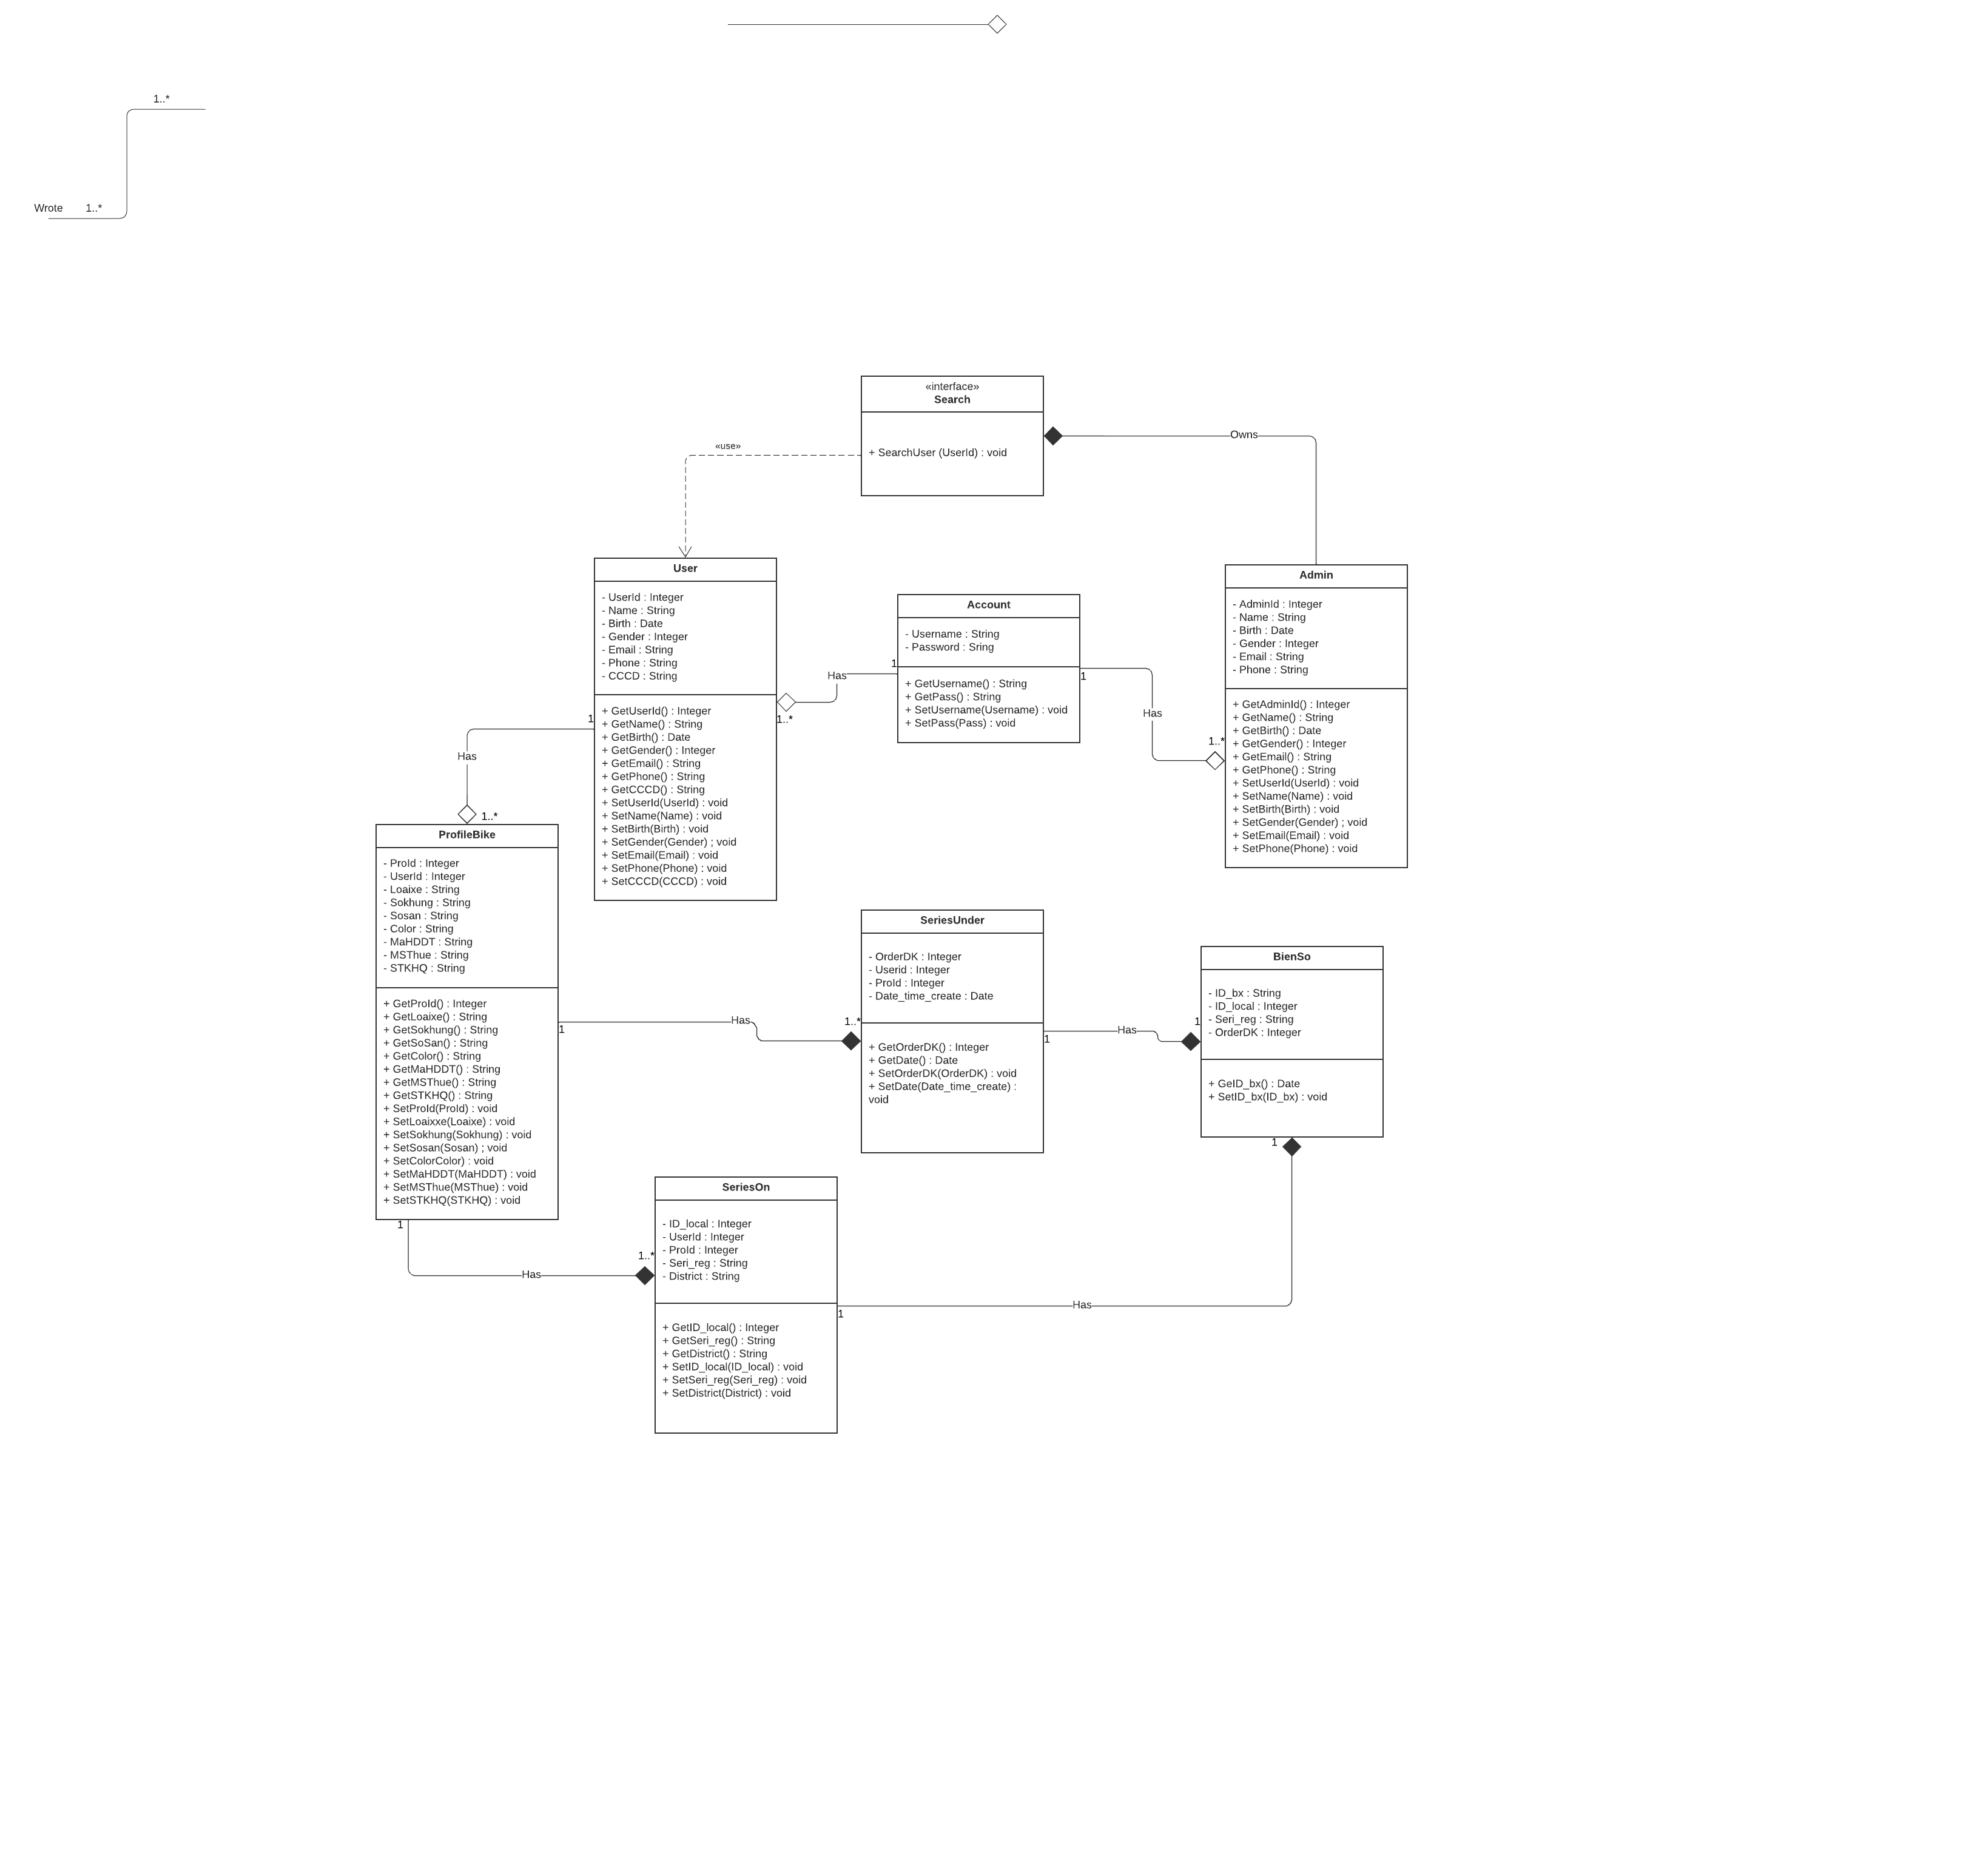 1..*
Wrote
1..*
«interface»
Search
+ SearchUser (UserId) : void
«use»
Owns
User
- UserId : Integer
- Name : String
- Birth : Date
- Gender : Integer
- Email : String
- Phone : String
- CCCD : String
+ GetUserId() : Integer
+ GetName() : String
+ GetBirth() : Date
+ GetGender() : Integer
+ GetEmail() : String
+ GetPhone() : String
+ GetCCCD() : String
+ SetUserId(UserId) : void
+ SetName(Name) : void
+ SetBirth(Birth) : void
+ SetGender(Gender) ; void
+ SetEmail(Email) : void
+ SetPhone(Phone) : void
+ SetCCCD(CCCD) : void
1..*
Has
1
Account
- Username : String
- Password : Sring
+ GetUsername() : String
+ GetPass() : String
+ SetUsername(Username) : void
+ SetPass(Pass) : void
1
Has
1..*
Admin
- AdminId : Integer
- Name : String
- Birth : Date
- Gender : Integer
- Email : String
- Phone : String
+ GetAdminId() : Integer
+ GetName() : String
+ GetBirth() : Date
+ GetGender() : Integer
+ GetEmail() : String
+ GetPhone() : String
+ SetUserId(UserId) : void
+ SetName(Name) : void
+ SetBirth(Birth) : void
+ SetGender(Gender) ; void
+ SetEmail(Email) : void
+ SetPhone(Phone) : void
1
Has
1..*
ProfileBike
- ProId : Integer
- UserId : Integer
- Loaixe : String
- Sokhung : String
- Sosan : String
- Color : String
- MaHDDT : String
- MSThue : String
- STKHQ : String
+ GetProId() : Integer
+ GetLoaixe() : String
+ GetSokhung() : String
+ GetSoSan() : String
+ GetColor() : String
+ GetMaHDDT() : String
+ GetMSThue() : String
+ GetSTKHQ() : String
+ SetProId(ProId) : void
+ SetLoaixxe(Loaixe) : void
+ SetSokhung(Sokhung) : void
+ SetSosan(Sosan) ; void
+ SetColorColor) : void
+ SetMaHDDT(MaHDDT) : void
+ SetMSThue(MSThue) : void
+ SetSTKHQ(STKHQ) : void
1
Has
1..*
SeriesUnder
- OrderDK : Integer
- Userid : Integer
- ProId : Integer
- Date_time_create : Date
+ GetOrderDK() : Integer
+ GetDate() : Date
+ SetOrderDK(OrderDK) : void
+ SetDate(Date_time_create) :
void
1
Has
1
BienSo
- ID_bx : String
- ID_local : Integer
- Seri_reg : String
- OrderDK : Integer
+ GeID_bx() : Date
+ SetID_bx(ID_bx) : void
1
1
Has
1..*
SeriesOn
- ID_local : Integer
- UserId : Integer
- ProId : Integer
- Seri_reg : String
- District : String
+ GetID_local() : Integer
+ GetSeri_reg() : String
+ GetDistrict() : String
+ SetID_local(ID_local) : void
+ SetSeri_reg(Seri_reg) : void
+ SetDistrict(District) : void
1
Has